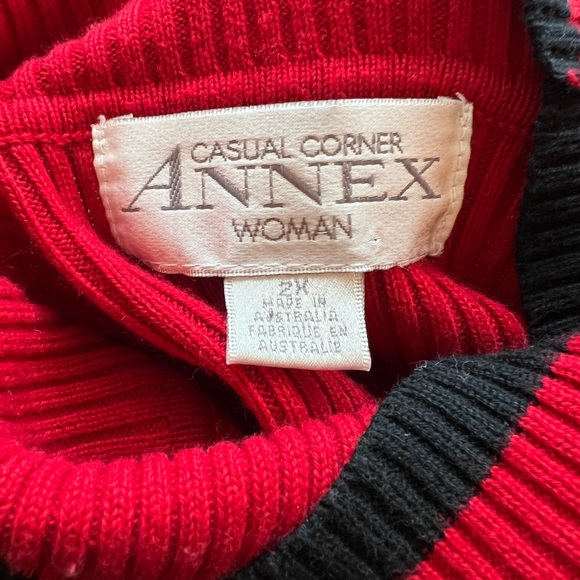 CASUAL CORNER
ANNEX
WOMAN
2X
MADE IN
AUSTRALIA
FABRIQUE EN
AUSTRALIE